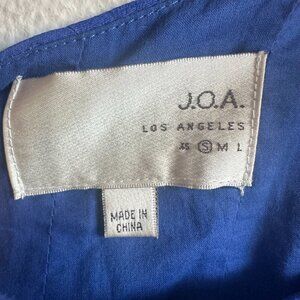 J.O.A.
LOS ANGELES
XS S M L
MADE IN
CHINA